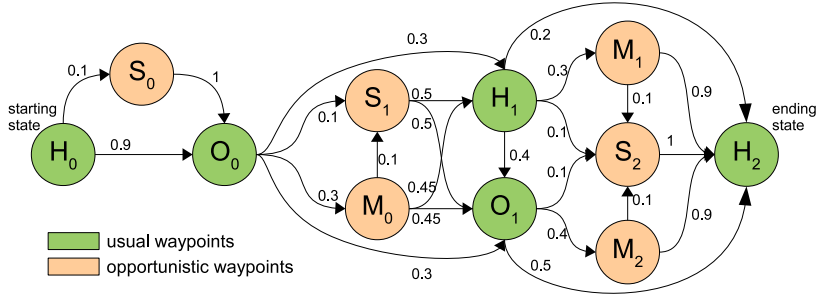 0.3
0.2
M1
S0
0.1
1
0.3
0.9
starting
state
S1
0.5
H1
0.1
ending
state
0.1
0.5
0.1
H0
0.9
O0
S2
1
H2
0.1
0.4
0.1
0.3
0.45
M0
0.45
O1
0.1
0.9
0.4
M2
usual waypoints
opportunistic waypoints
0.3
0.5